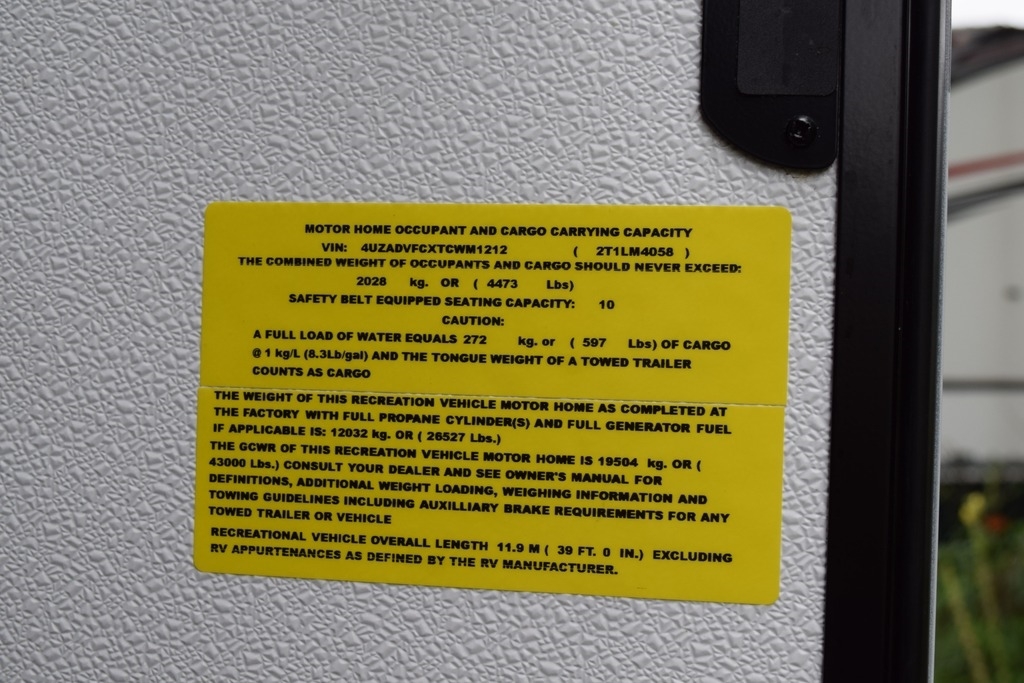 MOTOR HOME OCCUPANT AND CARGO CARRYING CAPACITY
VIN: 4UZADVFCXTCWM1212 ( 2T1LM4058 )
THE COMBINED WEIGHT OF OCCUPANTS AND CARGO SHOULD NEVER EXCEED:
2028 kg. OR ( 4473 Lbs)
SAFETY BELT EQUIPPED SEATING CAPACITY: 10
CAUTION:
A FULL LOAD OF WATER EQUALS 272 kg. or ( 597 Lbs) OF CARGO
@ 1 kg/L (8.3Lb/gal) AND THE TONGUE WEIGHT OF A TOWED TRAILER
COUNTS AS CARGO
THE WEIGHT OF THIS RECREATION VEHICLE MOTOR HOME AS COMPLETED AT
THE FACTORY WITH FULL PROPANE CYLINDER(S) AND FULL GENERATOR FUEL
IF APPLICABLE IS: 12032 kg. OR ( 26527 Lbs.)
THE GCWR OF THIS RECREATION VEHICLE MOTOR HOME IS 19504 kg. OR (
43000 Lbs.) CONSULT YOUR DEALER AND SEE OWNER'S MANUAL FOR
DEFINITIONS, ADDITIONAL WEIGHT LOADING, WEIGHING INFORMATION AND
TOWING GUIDELINES INCLUDING AUXILLIARY BRAKE REQUIREMENTS FOR ANY
TOWED TRAILER OR VEHICLE
RECREATIONAL VEHICLE OVERALL LENGTH 11.9 M ( 39 FT. 0 IN.) EXCLUDING
RV APPURTENANCES AS DEFINED BY THE RV MANUFACTURER.